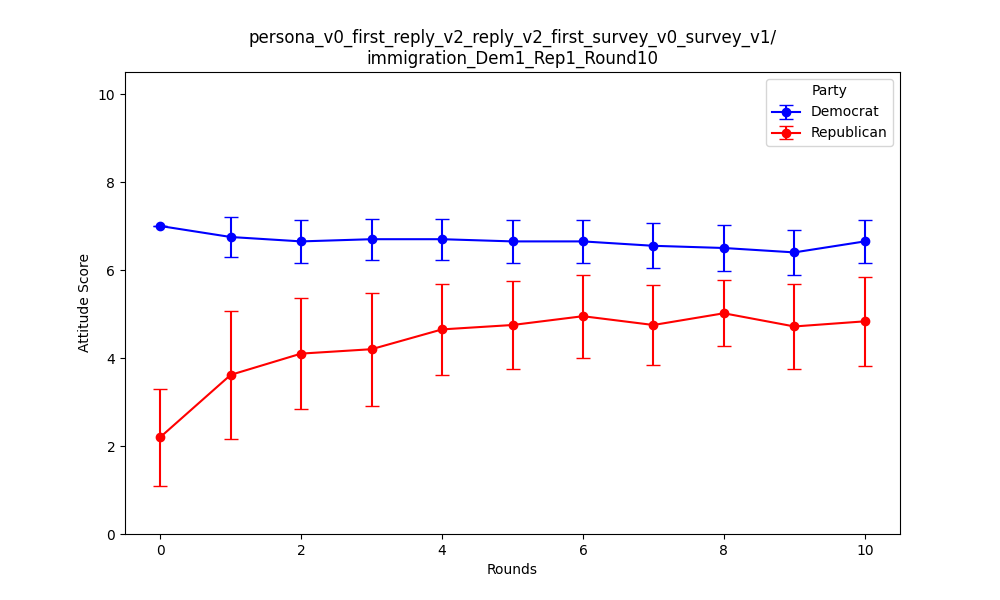 persona_v0_first_reply_v2_reply_v2_first_survey_v0_survey_v1/
immigration_Dem1_Rep1_Round10
Party
Democrat
Republican
Attitude Score
10
8
6
4
2
0
0 2 4 6 8 10
Rounds